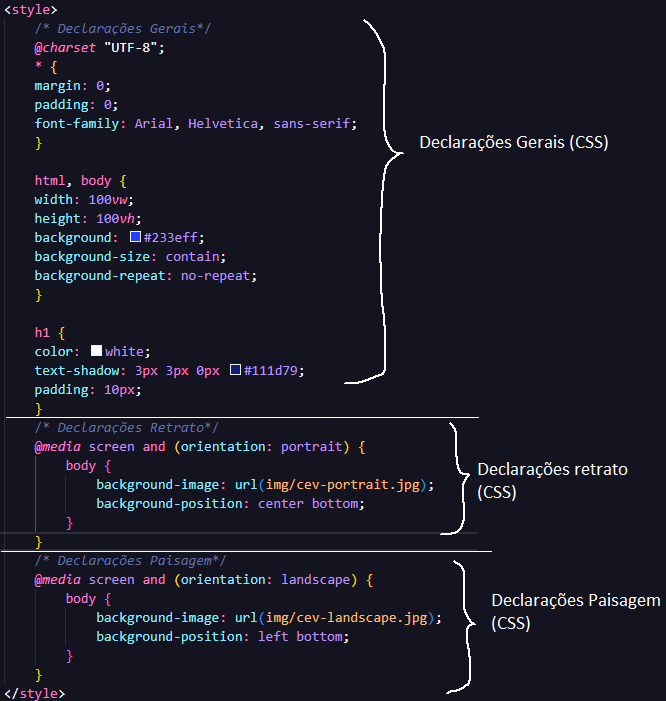 <style>
/* Declarações Gerais*/
@charset "UTF-8";
* {
margin: 0;
padding: 0;
font-family: Arial, Helvetica, sans-serif;
}
Declarações Gerais (CSS)
html, body {
width: 100vw;
height: 100vh;
background: #233eff;
background-size: contain;
background-repeat: no-repeat;
}
h1 {
color: white;
text-shadow: 3px 3px 0px #111d79;
padding: 10px;
}
/* Declarações Retrato*/
@media screen and (orientation: portrait) {
body {
background-image: url(img/cev-portrait.jpg);
background-position: center bottom;
}
}
Declarações retrato
(CSS)
/* Declarações Paisagem*/
@media screen and (orientation: landscape) {
body {
background-image: url(img/cev-landscape.jpg);
background-position: left bottom;
}
}
Declarações Paisagem
(CSS)
</style>